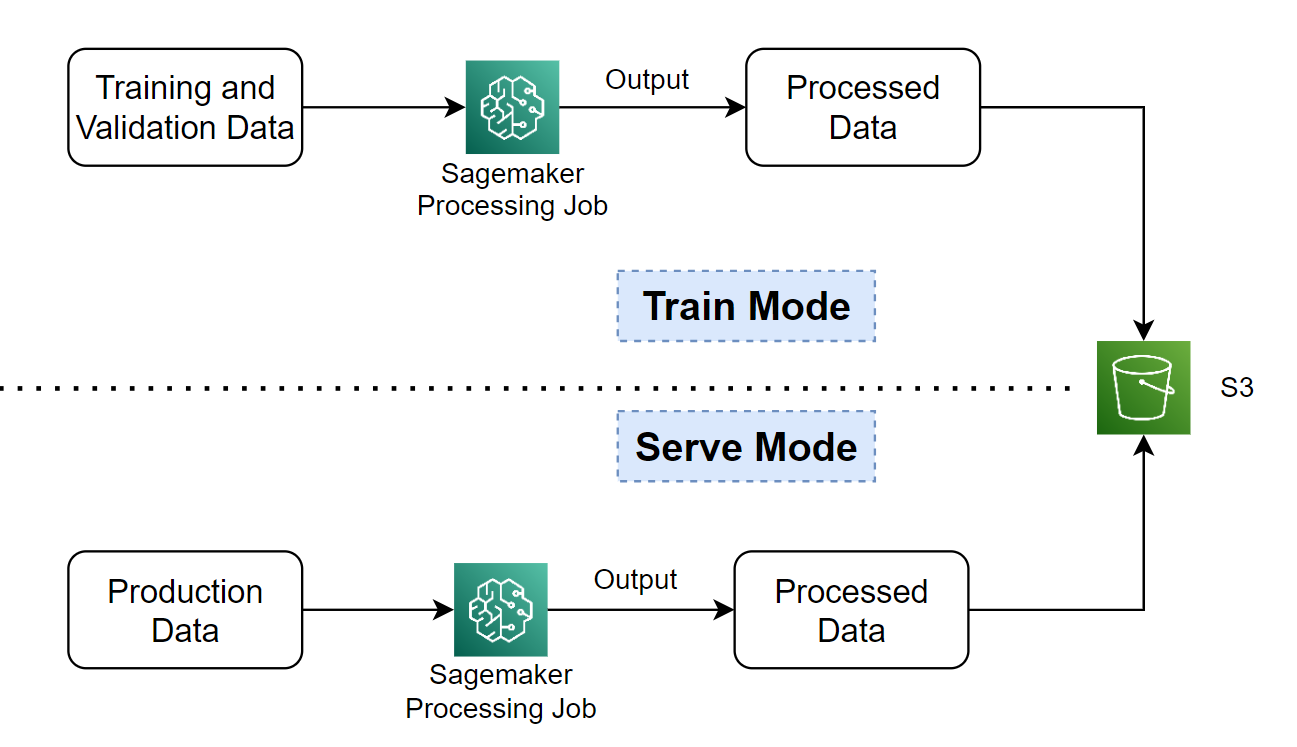 Training and
Validation Data
Output
Processed
Data
Sagemaker
Processing Job
Train Mode
S3
Serve Mode
Production
Data
Output
Processed
Data
Sagemaker
Processing Job